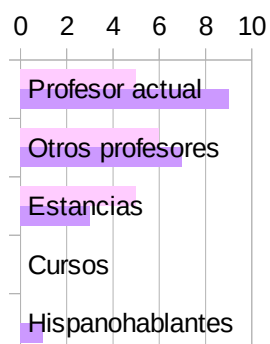 0 2 4 6 8 10
Profesor actual
Otros profesores
Estancias
Cursos
Hispanohablantes